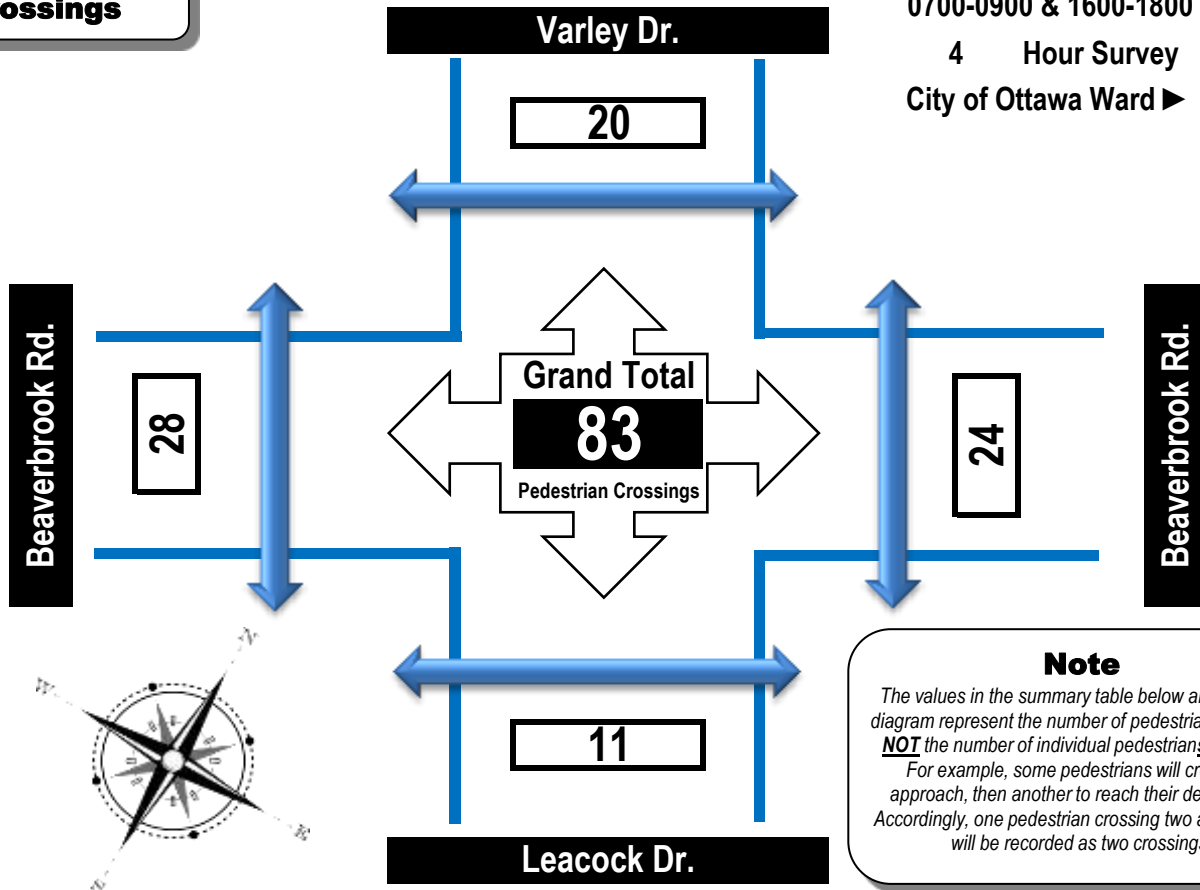 ossings
Varley Dr.
0700-0900 & 1600-1800
4 Hour Survey
City of Ottawa Ward ►
20
Beaverbrook Rd.
28
Grand Total
83
Pedestrian Crossings
24
Beaverbrook Rd.
N
W
E
11
Leacock Dr.
Note
The values in the summary table below a
diagram represent the number of pedestria
NOT the number of individual pedestrians
For example, some pedestrians will cr
approach, then another to reach their de
Accordingly, one pedestrian crossing two a
will be recorded as two crossings